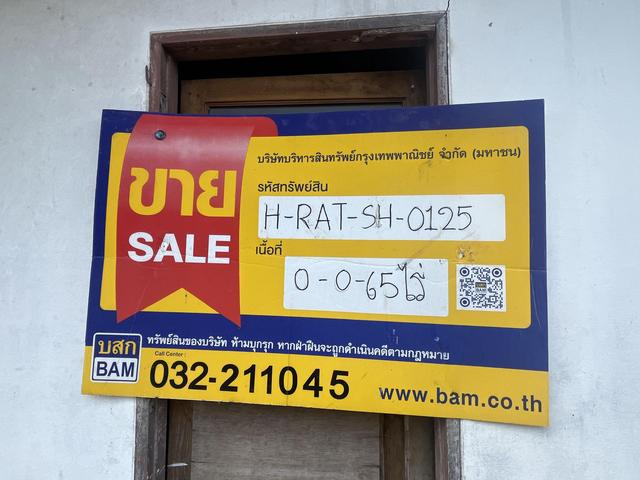 ขาย
SALE
บริษัทบริหารสินทรัพย์กรุงเทพพาณิชย์ จำกัด (มหาชน)
รหัสทรัพย์สิน
H-RAT-SH-0125
เนื้อที่
0-0-65ไร่
BAM
บสก
BAM
ทรัพย์สินของบริษัท ห้ามบุกรุก หากฝ่าฝืนจะถูกดำเนินคดีตามกฎหมาย
Call Center :
032-211045
www.bam.co.th